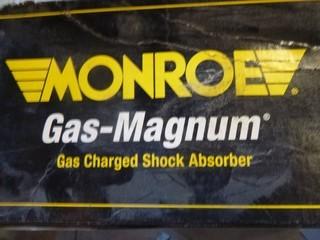 MONROE®
Gas-Magnum®
Gas Charged Shock Absorber